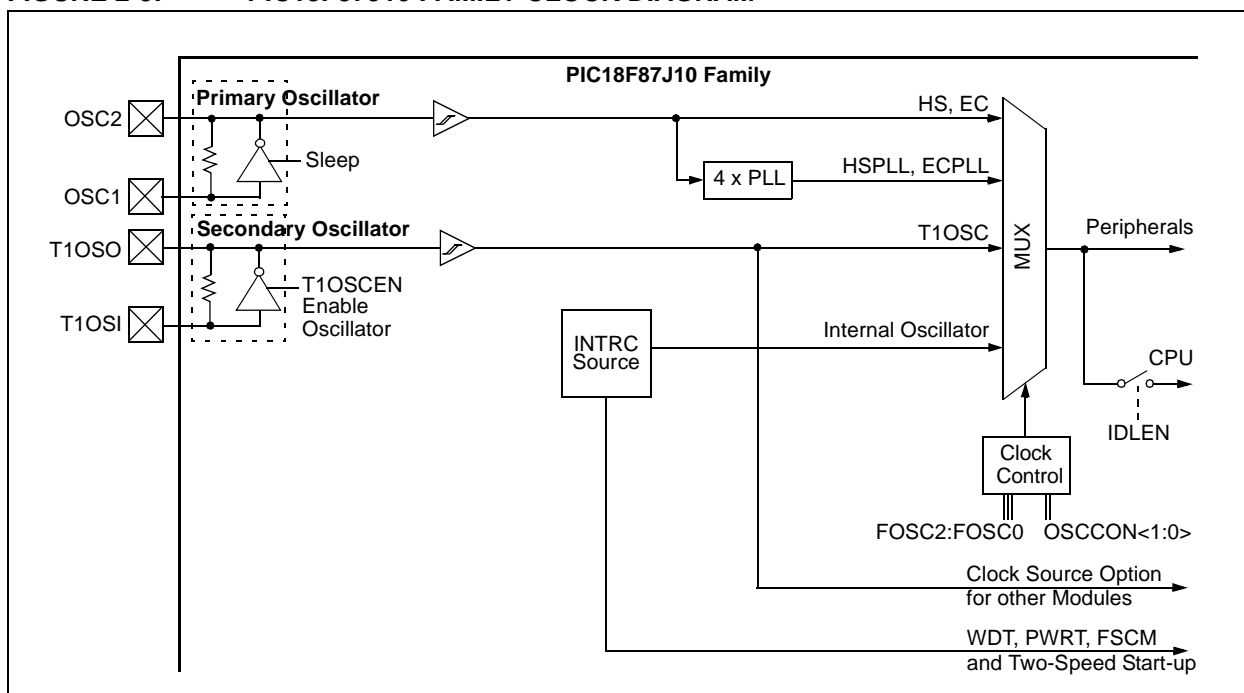 PIC18F87J10 Family
Primary Oscillator
OSC2
HS, EC
Sleep
4 x PLL
HSPLL, ECPLL
OSC1
Secondary Oscillator
T1OSO
T1OSC
MUX
Peripherals
T1OSCEN
Enable
Oscillator
T1OSI
INTRC
Source
Internal Oscillator
CPU
IDLEN
Clock
Control
FOSC2:FOSC0 OSCCON<1:0>
Clock Source Option
for other Modules
WDT, PWRT, FSCM
and Two-Speed Start-up